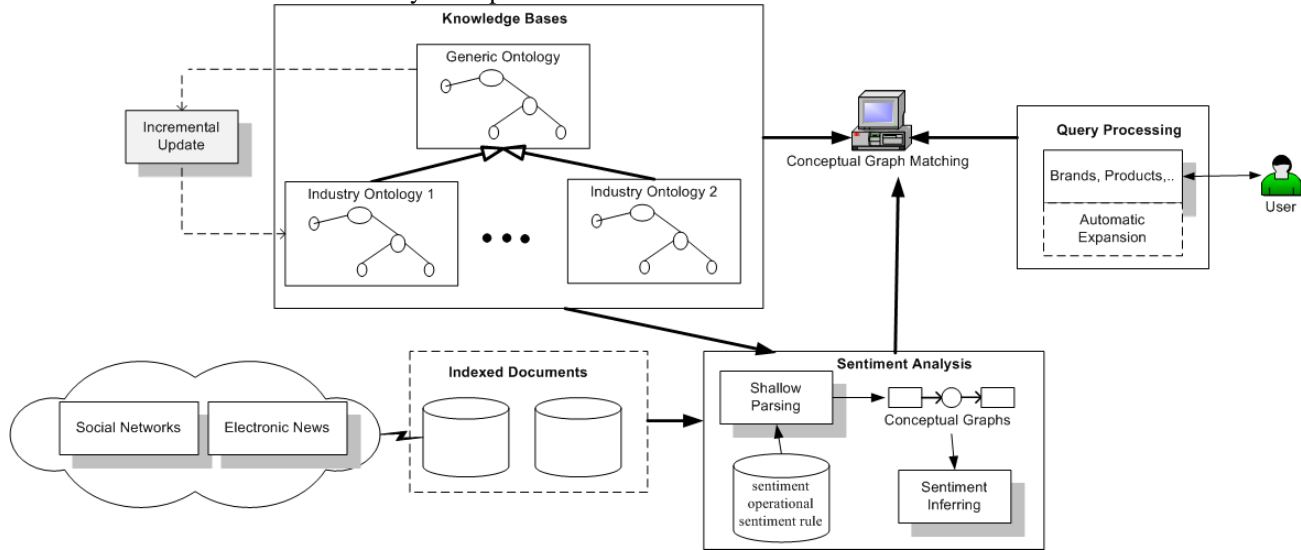 Knowledge Bases
Generic Ontology
Incremental
Update
Industry Ontology 1
Industry Ontology 2
Conceptual Graph Matching
Query Processing
Brands, Products,..
Automatic
Expansion
User
Social Networks
Electronic News
Indexed Documents
Sentiment Analysis
Shallow
Parsing
Conceptual Graphs
sentiment
operational
sentiment rule
Sentiment
Inferring